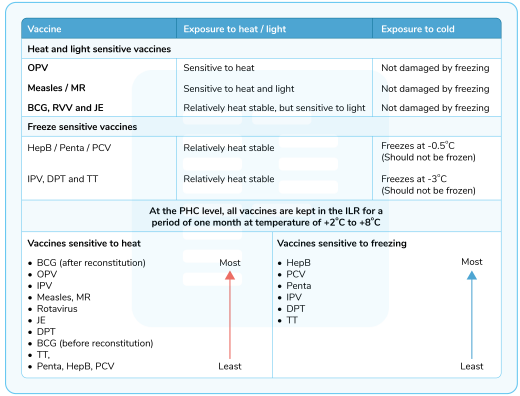 Vaccine Exposure to heat / light Exposure to cold
Heat and light sensitive vaccines
OPV Sensitive to heat Not damaged by freezing
Measles / MR Sensitive to heat and light Not damaged by freezing
BCG, RVV and JE Relatively heat stable, but sensitive to light Not damaged by freezing
Freeze sensitive vaccines
HepB / Penta / PCV Relatively heat stable Freezes at -0.5°C
(Should not be frozen)
IPV, DPT and TT Relatively heat stable Freezes at -3°C
(Should not be frozen)
At the PHC level, all vaccines are kept in the ILR for a
period of one month at temperature of +2°C to +8°C
Vaccines sensitive to heat
• BCG (after reconstitution) Most
• OPV
• IPV
• Measles, MR
• Rotavirus
• JE
• DPT
• BCG (before reconstitution)
• TT,
• Penta, HepB, PCV Least
Vaccines sensitive to freezing
• HepB Most
• PCV
• Penta
• IPV
• DPT
• TT
Least